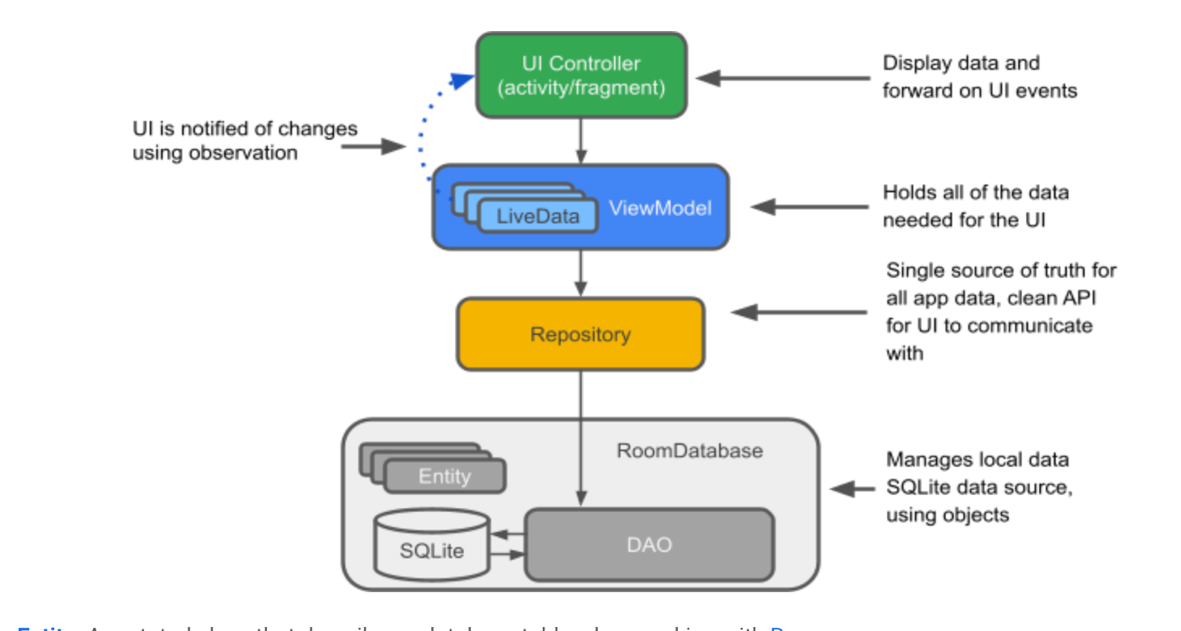 UI Controller
(activity/fragment)
Display data and
forward on UI events
UI is notified of changes
using observation
LiveData
ViewModel
Holds all of the data
needed for the UI
Single source of truth for
all app data, clean API
for UI to communicate
with
Repository
RoomDatabase
Entity
SQLite
DAO
Manages local data
SQLite data source,
using objects